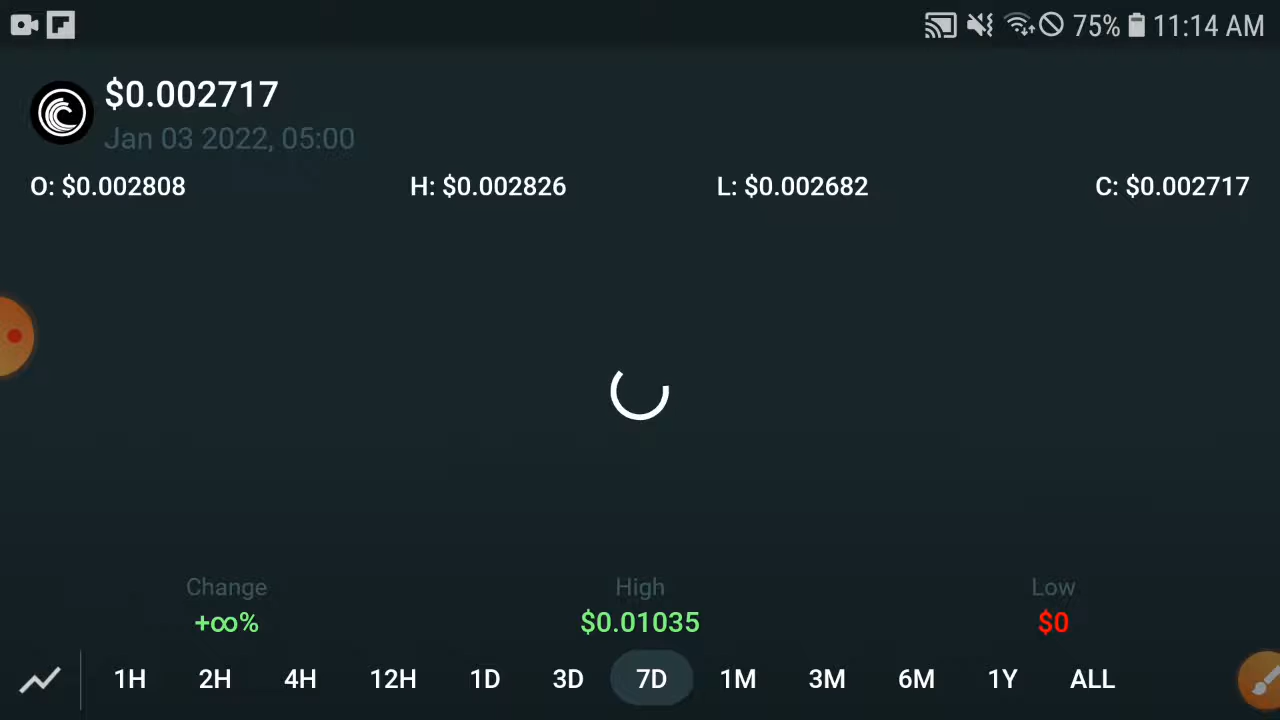 75% 11:14 AM
$0.002717
Jan 03 2022, 05:00
O: $0.002808 H: $0.002826 L: $0.002682 C: $0.002717
Change High Low
+∞% $0.01035 $0
1H 2H 4H 12H 1D 3D 7D 1M 3M 6M 1Y ALL